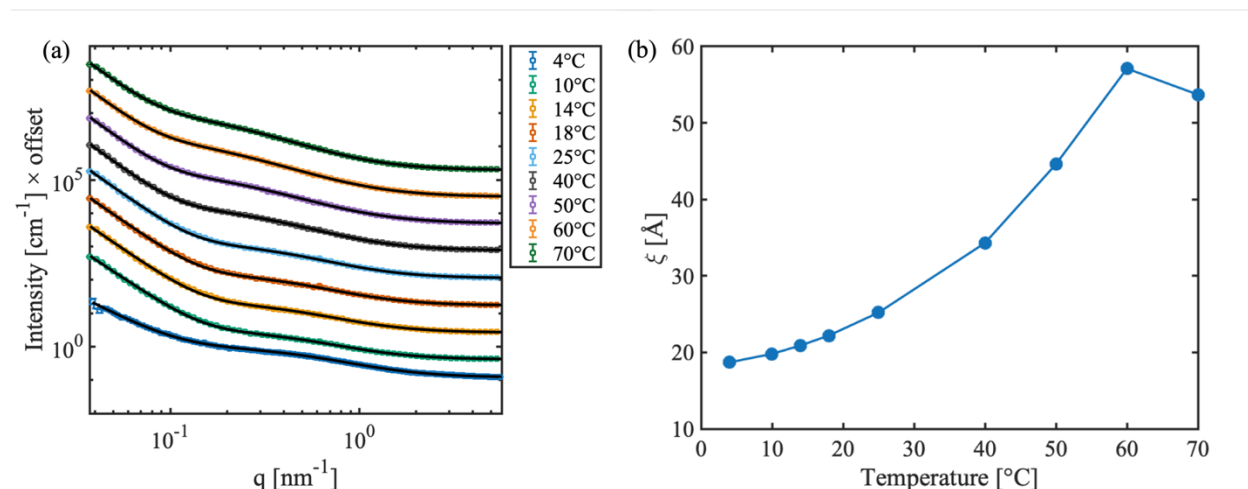 (a)
Intensity [cm⁻¹] × offset
10⁵
10⁰
10⁻¹
10⁰
q [nm⁻¹]
4°C
10°C
14°C
18°C
25°C
40°C
50°C
60°C
70°C
(b)
ξ [Å]
60
50
40
30
20
10
0
10
20
30
40
50
60
70
Temperature [°C]